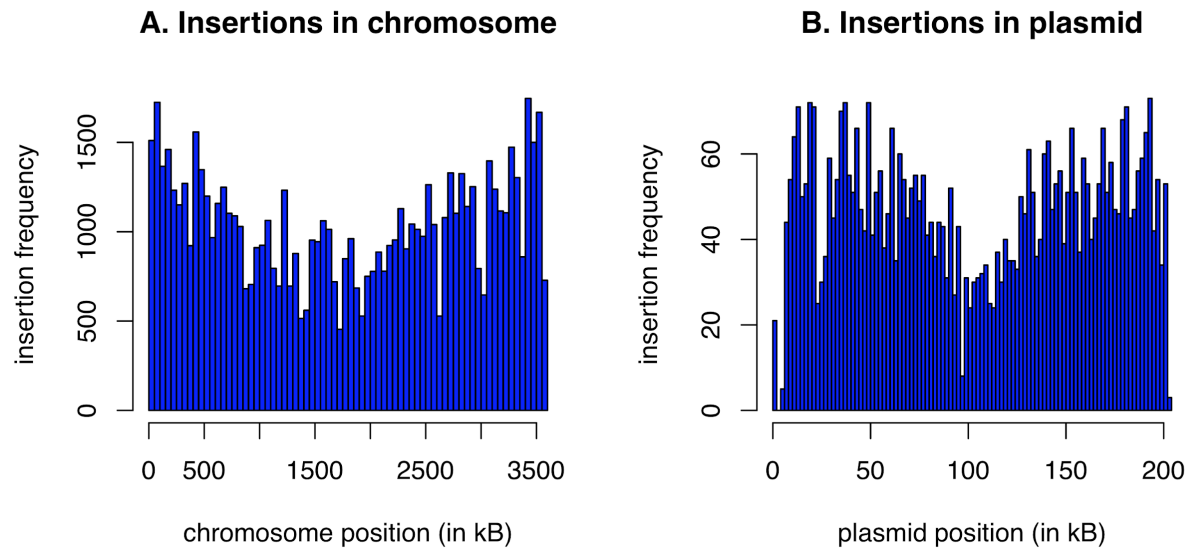 A. Insertions in chromosome
insertion frequency
0 500 1000 1500
0 500 1500 2500 3500
chromosome position (in kB)
B. Insertions in plasmid
insertion frequency
0 20 40 60
0 50 100 150 200
plasmid position (in kB)